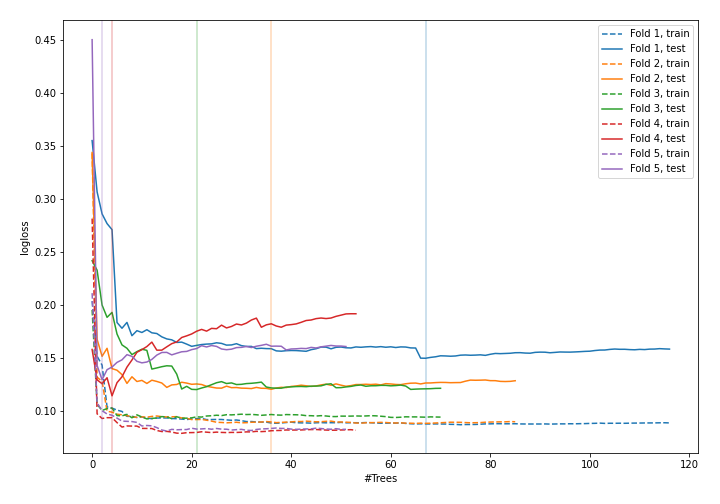 0.45
0.40
0.35
0.30
0.25
0.20
0.15
0.10
logloss
0 20 40 60 80 100 120
#Trees
Fold 1, train
Fold 1, test
Fold 2, train
Fold 2, test
Fold 3, train
Fold 3, test
Fold 4, train
Fold 4, test
Fold 5, train
Fold 5, test